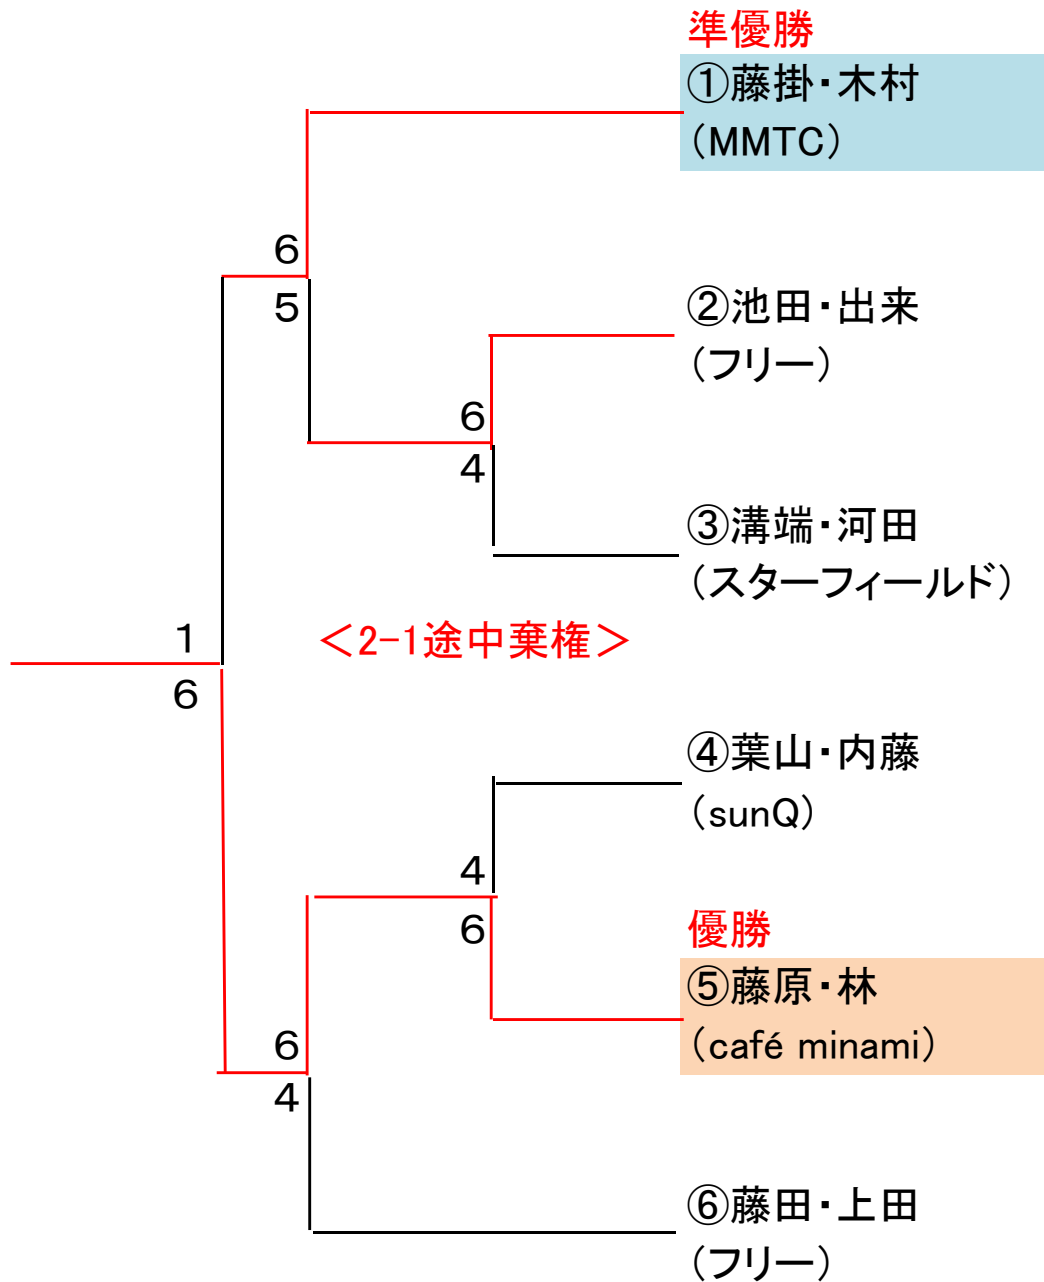 準優勝
①藤掛・木村
（MMTC）
6
5
②池田・出来
（フリー）
6
4
③溝端・河田
（スターフィールド）
1
＜2-1途中棄権＞
6
④葉山・内藤
（sunQ）
4
6
優勝
⑤藤原・林
（café minami）
6
4
⑥藤田・上田
（フリー）